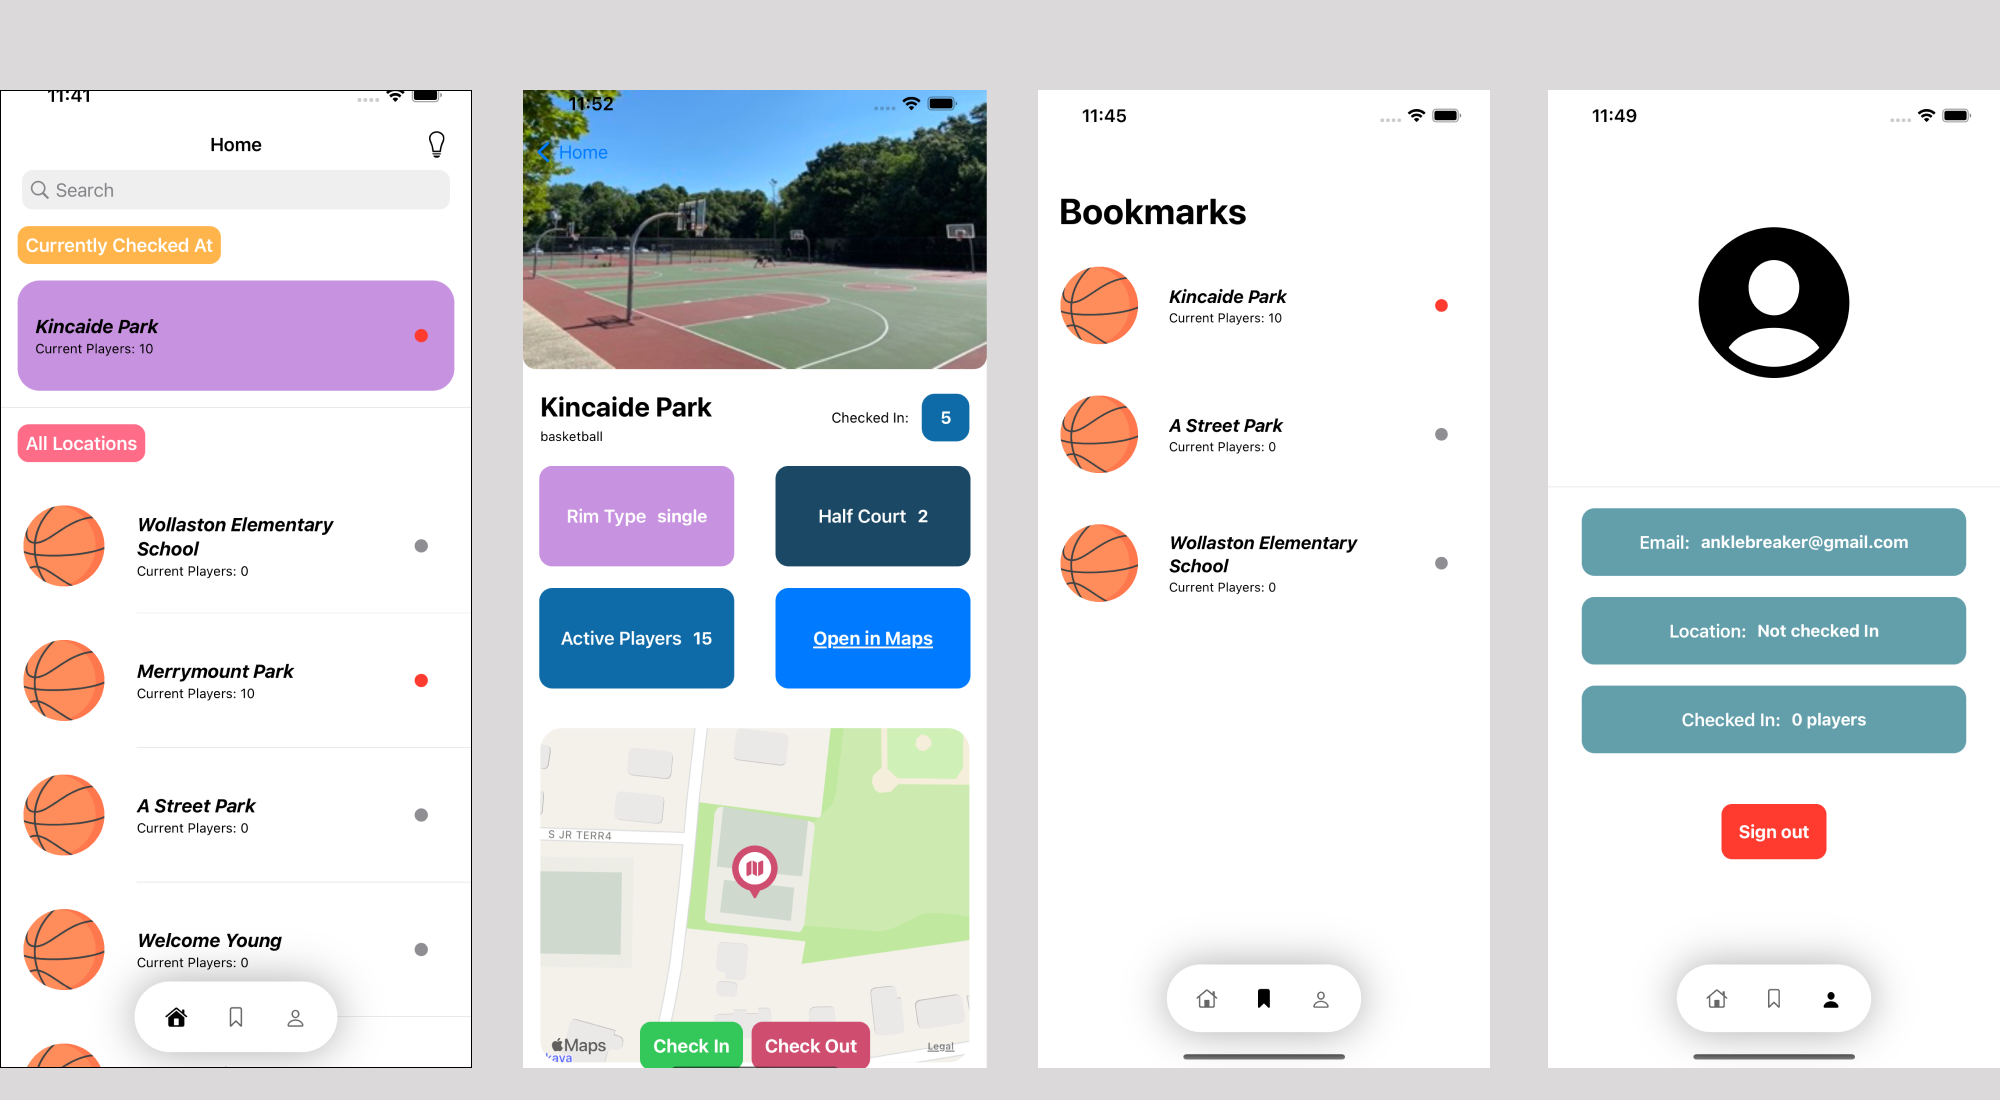 11:41
Home
Search
Currently Checked At
Kincaide Park
Current Players: 10
All Locations
Wollaston Elementary
School
Current Players: 0
Merrymount Park
Current Players: 10
A Street Park
Current Players: 0
Welcome Young
Current Players: 0
11:52
Home
Kincaide Park
basketball
Checked In: 5
Rim Type single
Half Court 2
Active Players 15
Open in Maps
S JR TERR4
Maps
kaya
Check In
Check Out
Legal
11:45
Bookmarks
Kincaide Park
Current Players: 10
A Street Park
Current Players: 0
Wollaston Elementary
School
Current Players: 0
11:49
Email: anklebreaker@gmail.com
Location: Not checked In
Checked In: 0 players
Sign out